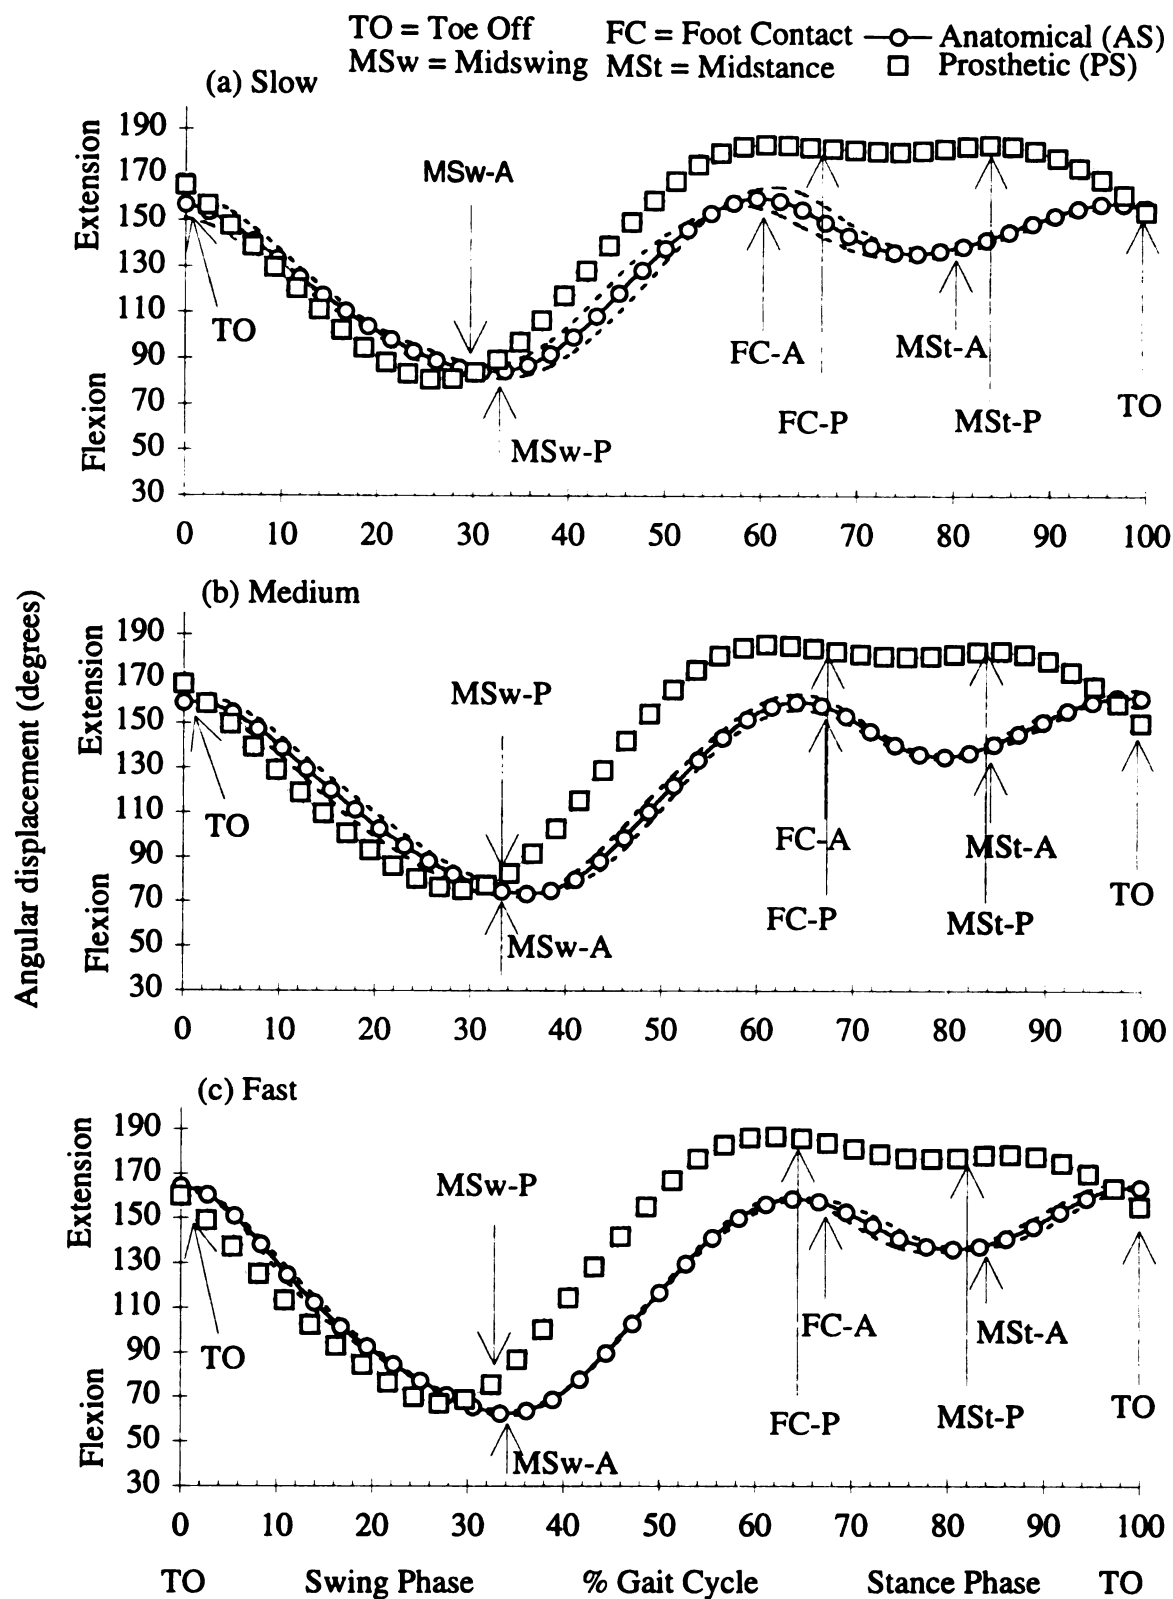 TO = Toe Off FC = Foot Contact Anatomical (AS)
MSw = Midswing MSt = Midstance Prosthetic (PS)
(a) Slow
Extension
Flexion
190
170
150
130
110
90
70
50
30
MSw-A
TO
MSw-P
FC-A
FC-P
MSt-A
MSt-P
TO
0 10 20 30 40 50 60 70 80 90 100
Angular displacement (degrees)
(b) Medium
Extension
Flexion
190
170
150
130
110
90
70
50
30
MSw-P
TO
MSw-A
FC-A
FC-P
MSt-A
MSt-P
TO
0 10 20 30 40 50 60 70 80 90 100
(c) Fast
Extension
Flexion
190
170
150
130
110
90
70
50
30
MSw-P
TO
MSw-A
FC-A
FC-P
MSt-A
MSt-P
TO
0 10 20 30 40 50 60 70 80 90 100
TO Swing Phase % Gait Cycle Stance Phase TO